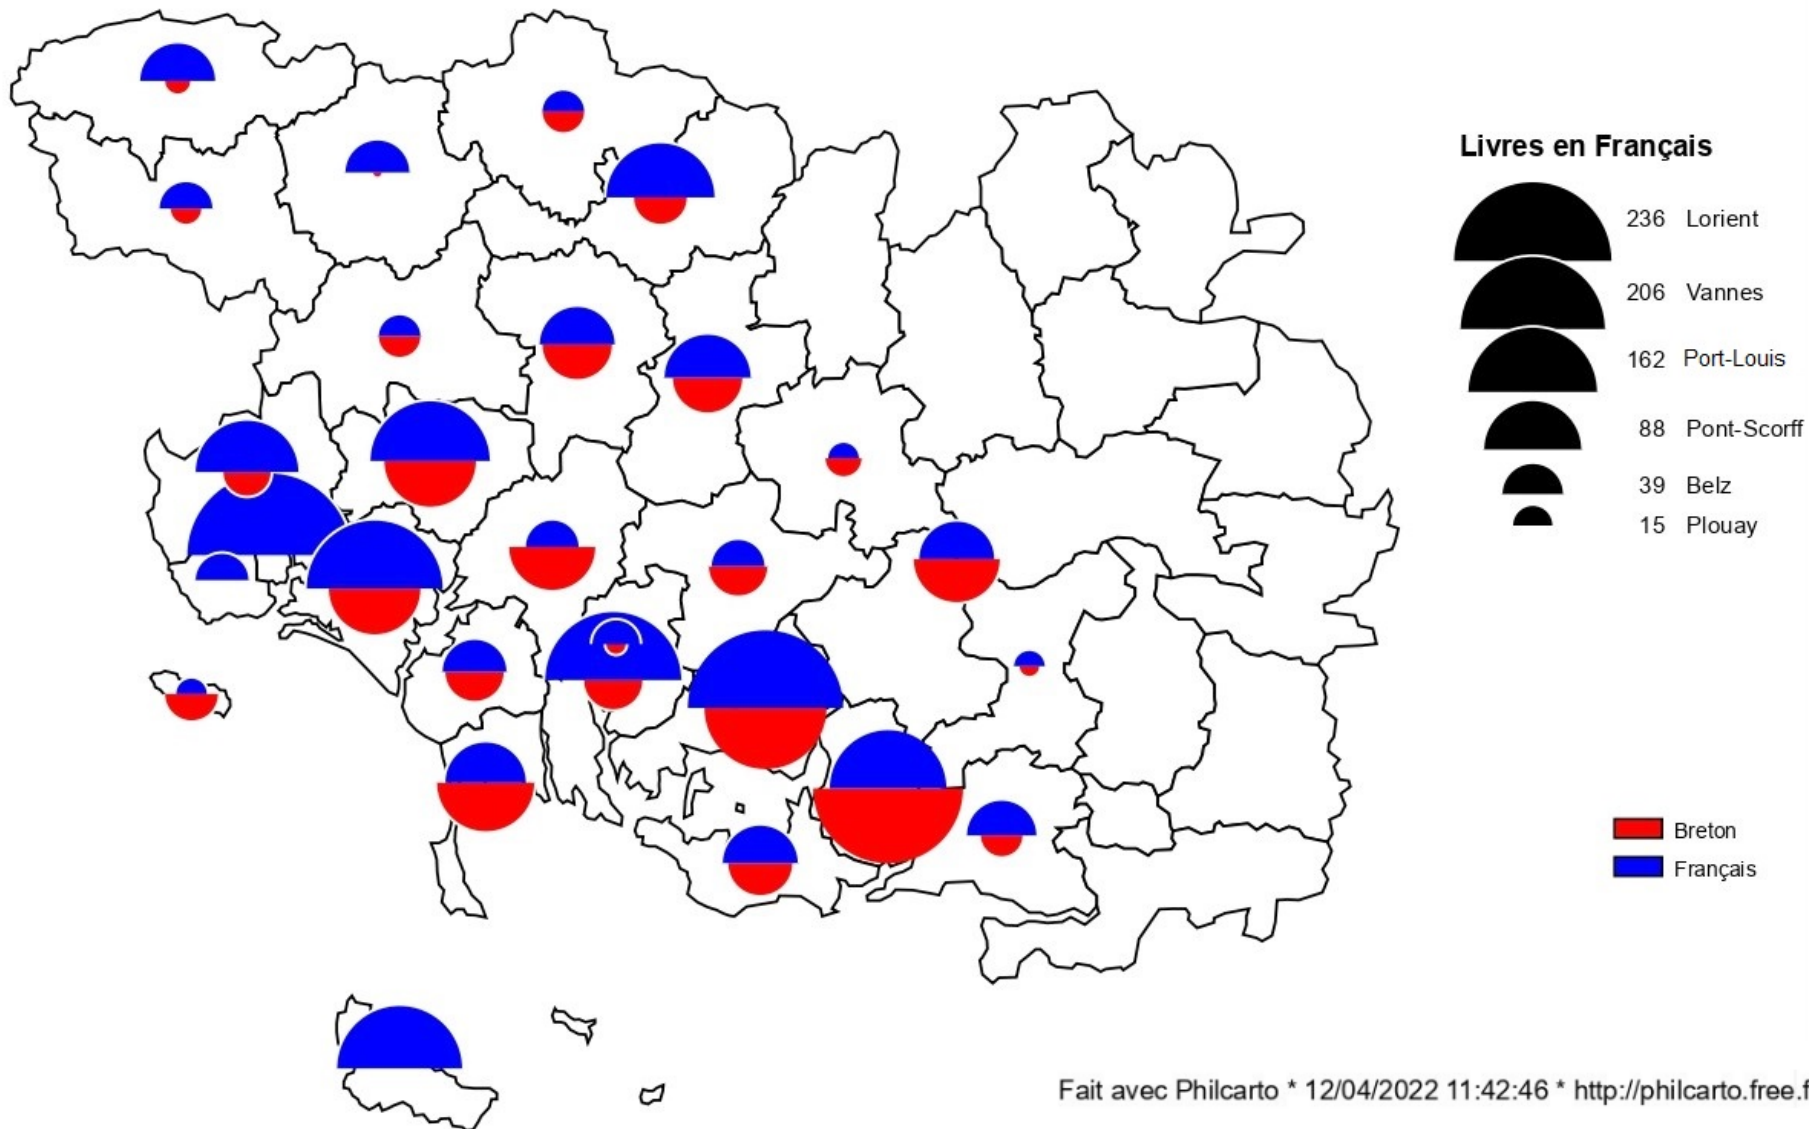 Livres en Français
236 Lorient
206 Vannes
162 Port-Louis
88 Pont-Scorff
39 Belz
15 Plouay
Breton
Français
Fait avec Philcarto * 12/04/2022 11:42:46 * http://philcarto.free.f